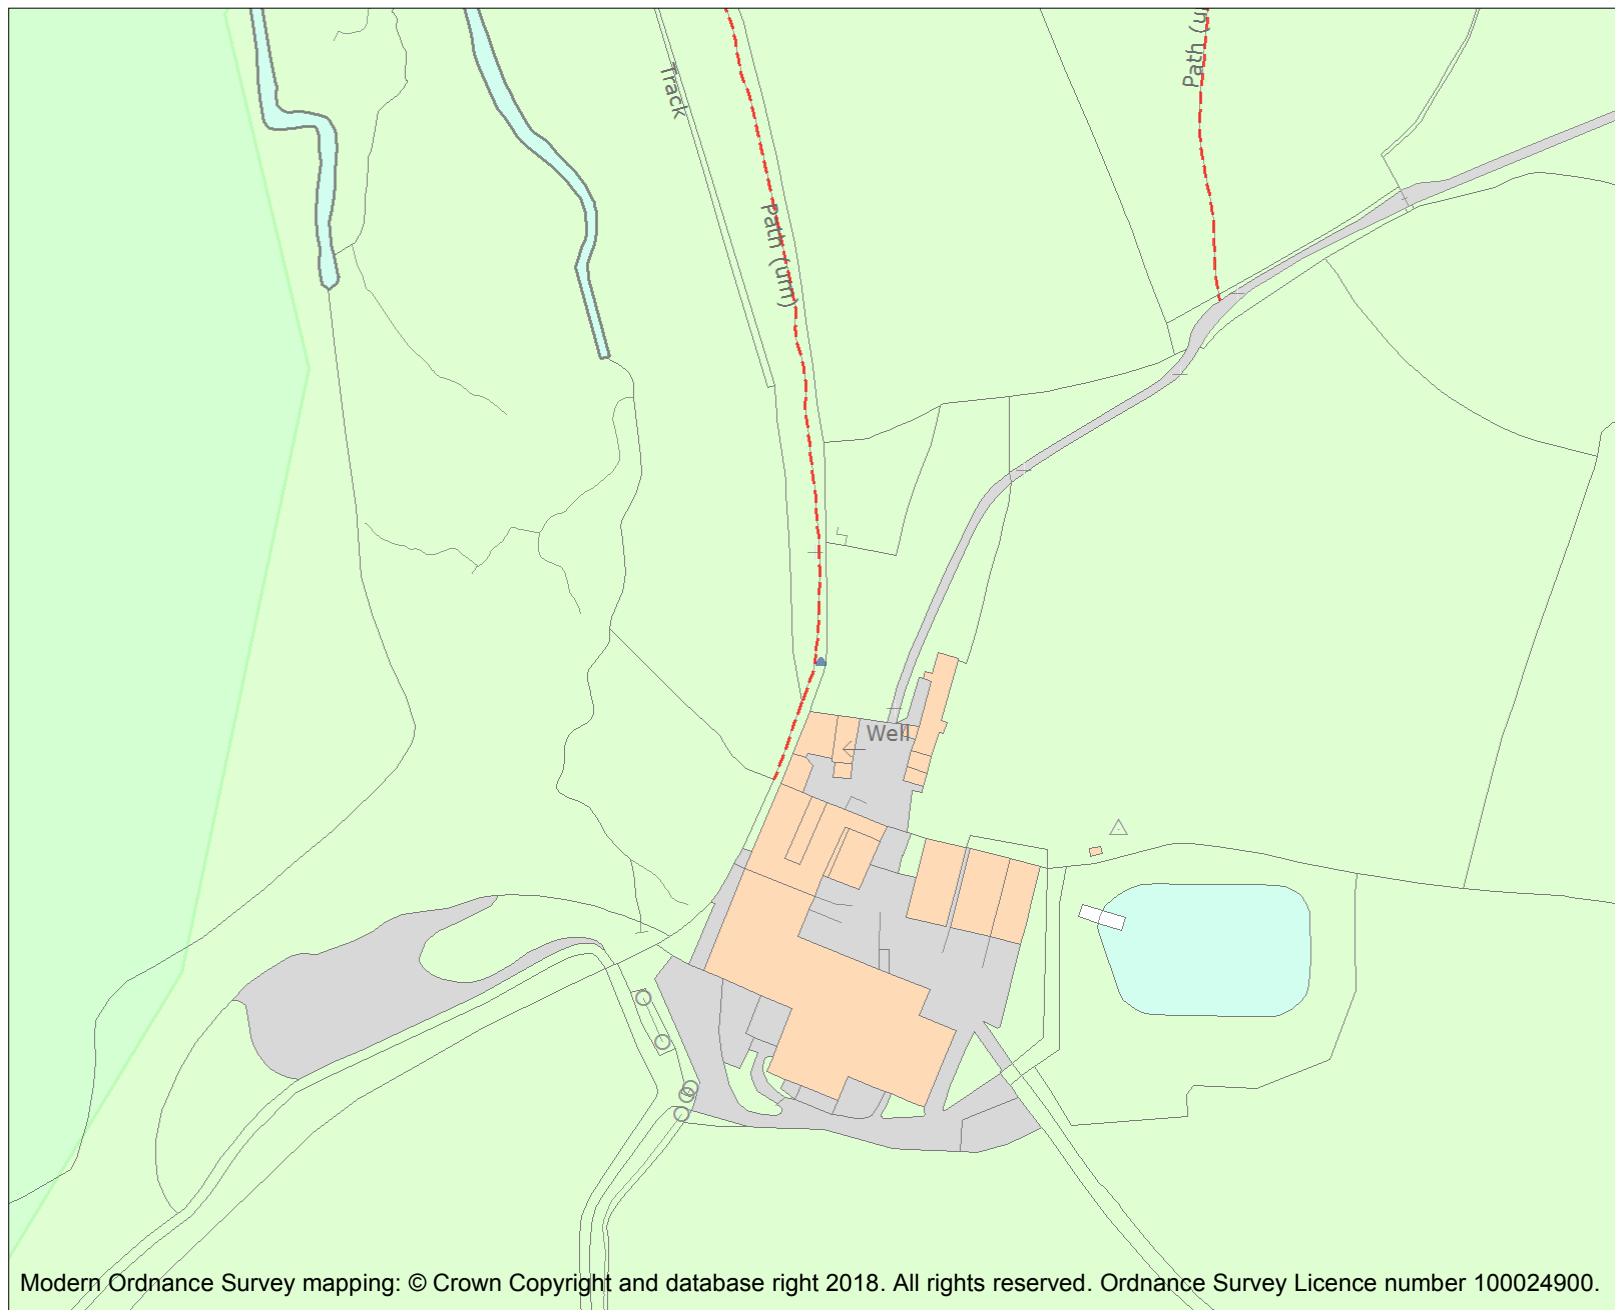 Path (u
Track
Path (um)
Well
Modern Ordnance Survey mapping: © Crown Copyright and database right 2018. All rights reserved. Ordnance Survey Licence number 100024900.